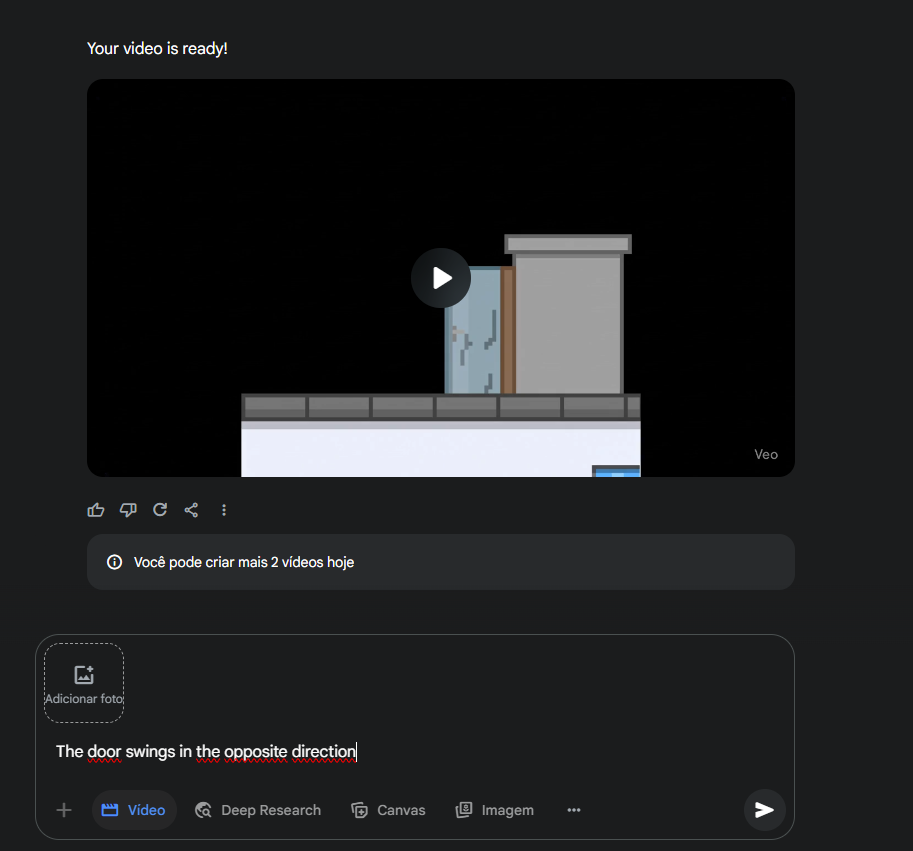 Your video is ready!
Veo
Você pode criar mais 2 vídeos hoje
Adicionar foto
The door swings in the opposite direction
Vídeo
Deep Research
Canvas
Imagem